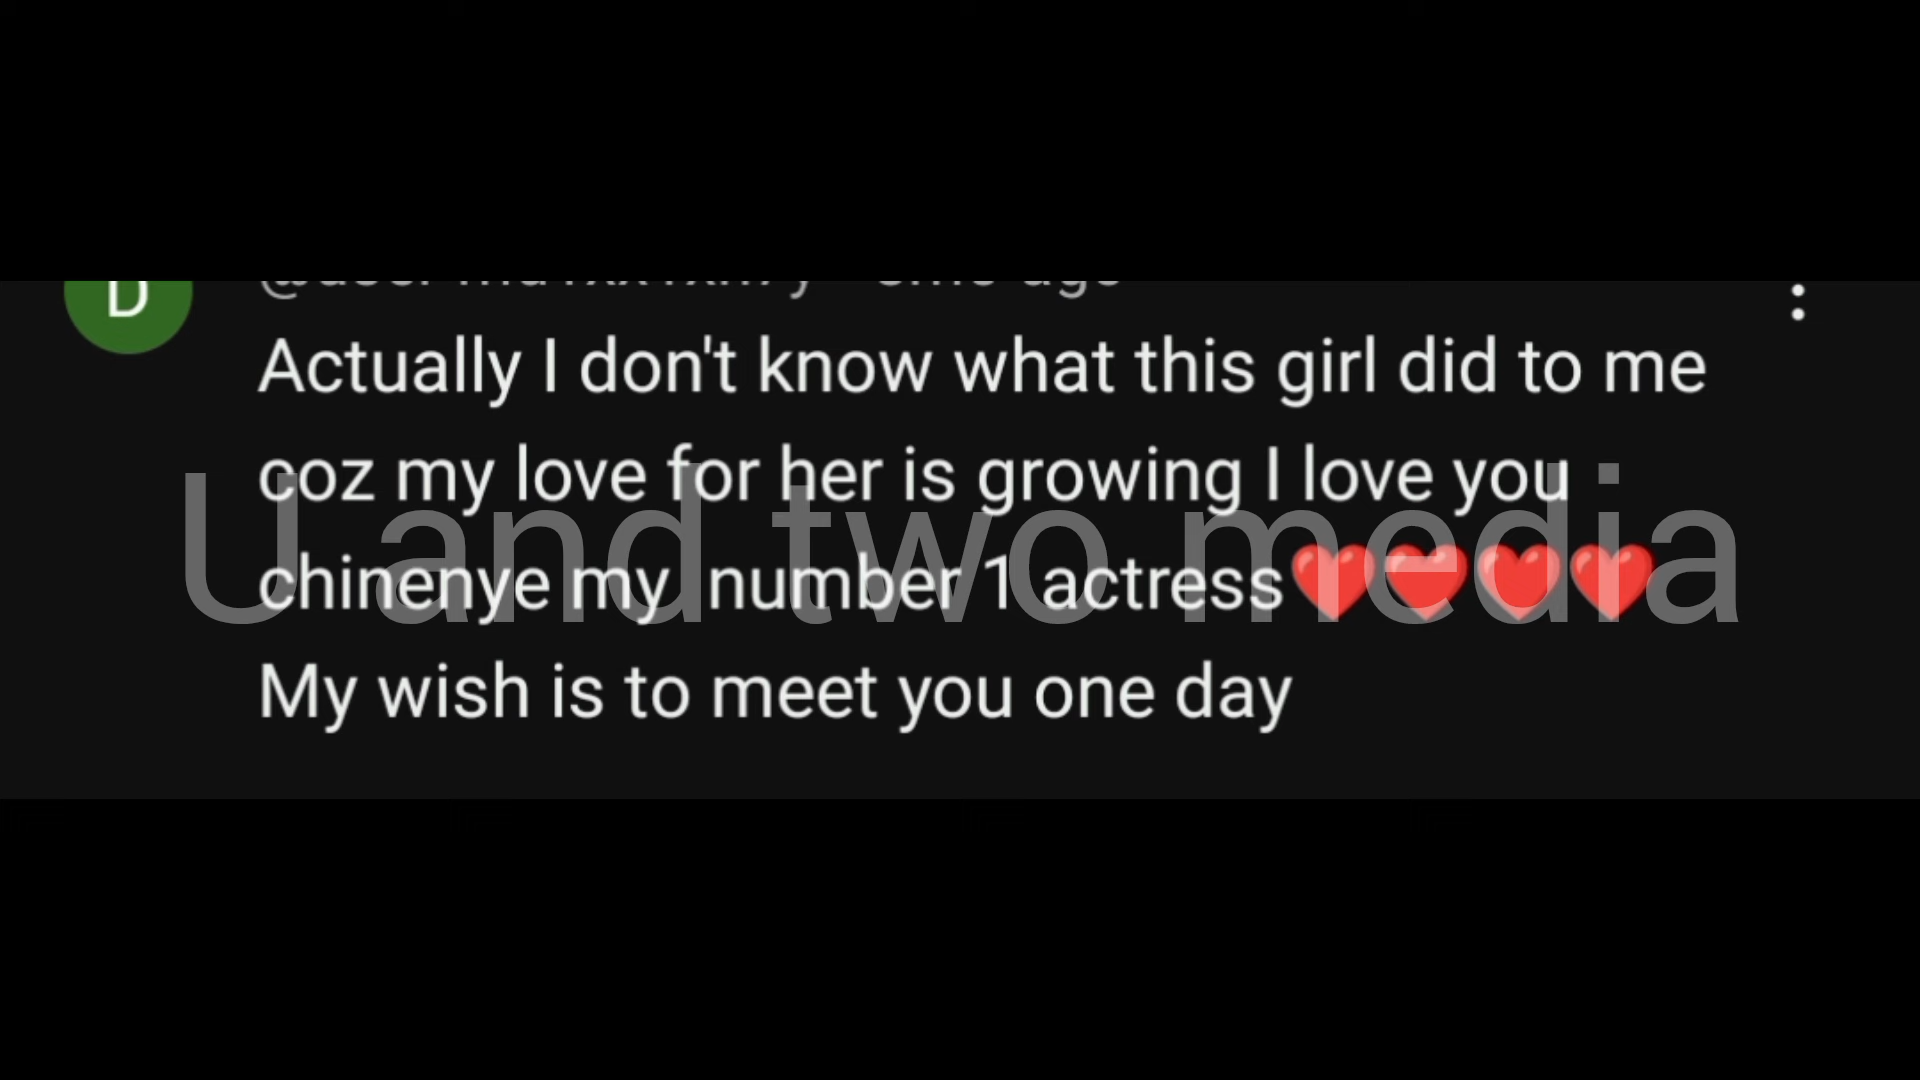 D
Actually I don't know what this girl did to me
coz my love for her is growing I love you
chinenye my number 1 actress❤️❤️❤️❤️
My wish is to meet you one day
U and two media